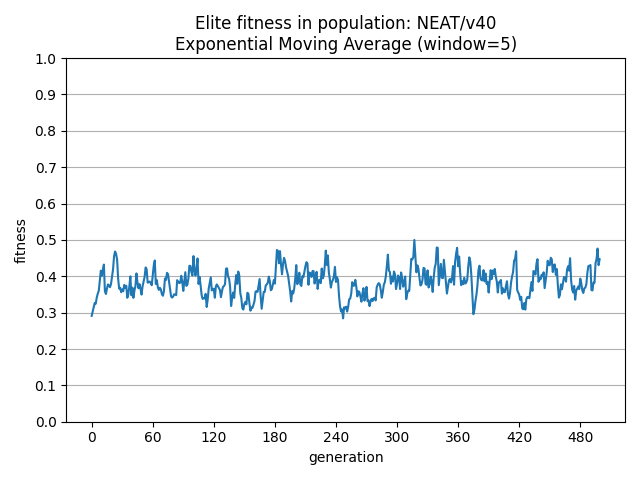 Elite fitness in population: NEAT/v40
Exponential Moving Average (window=5)
1.0
0.9
0.8
0.7
0.6
0.5
0.4
0.3
0.2
0.1
0.0
fitness
0 60 120 180 240 300 360 420 480
generation